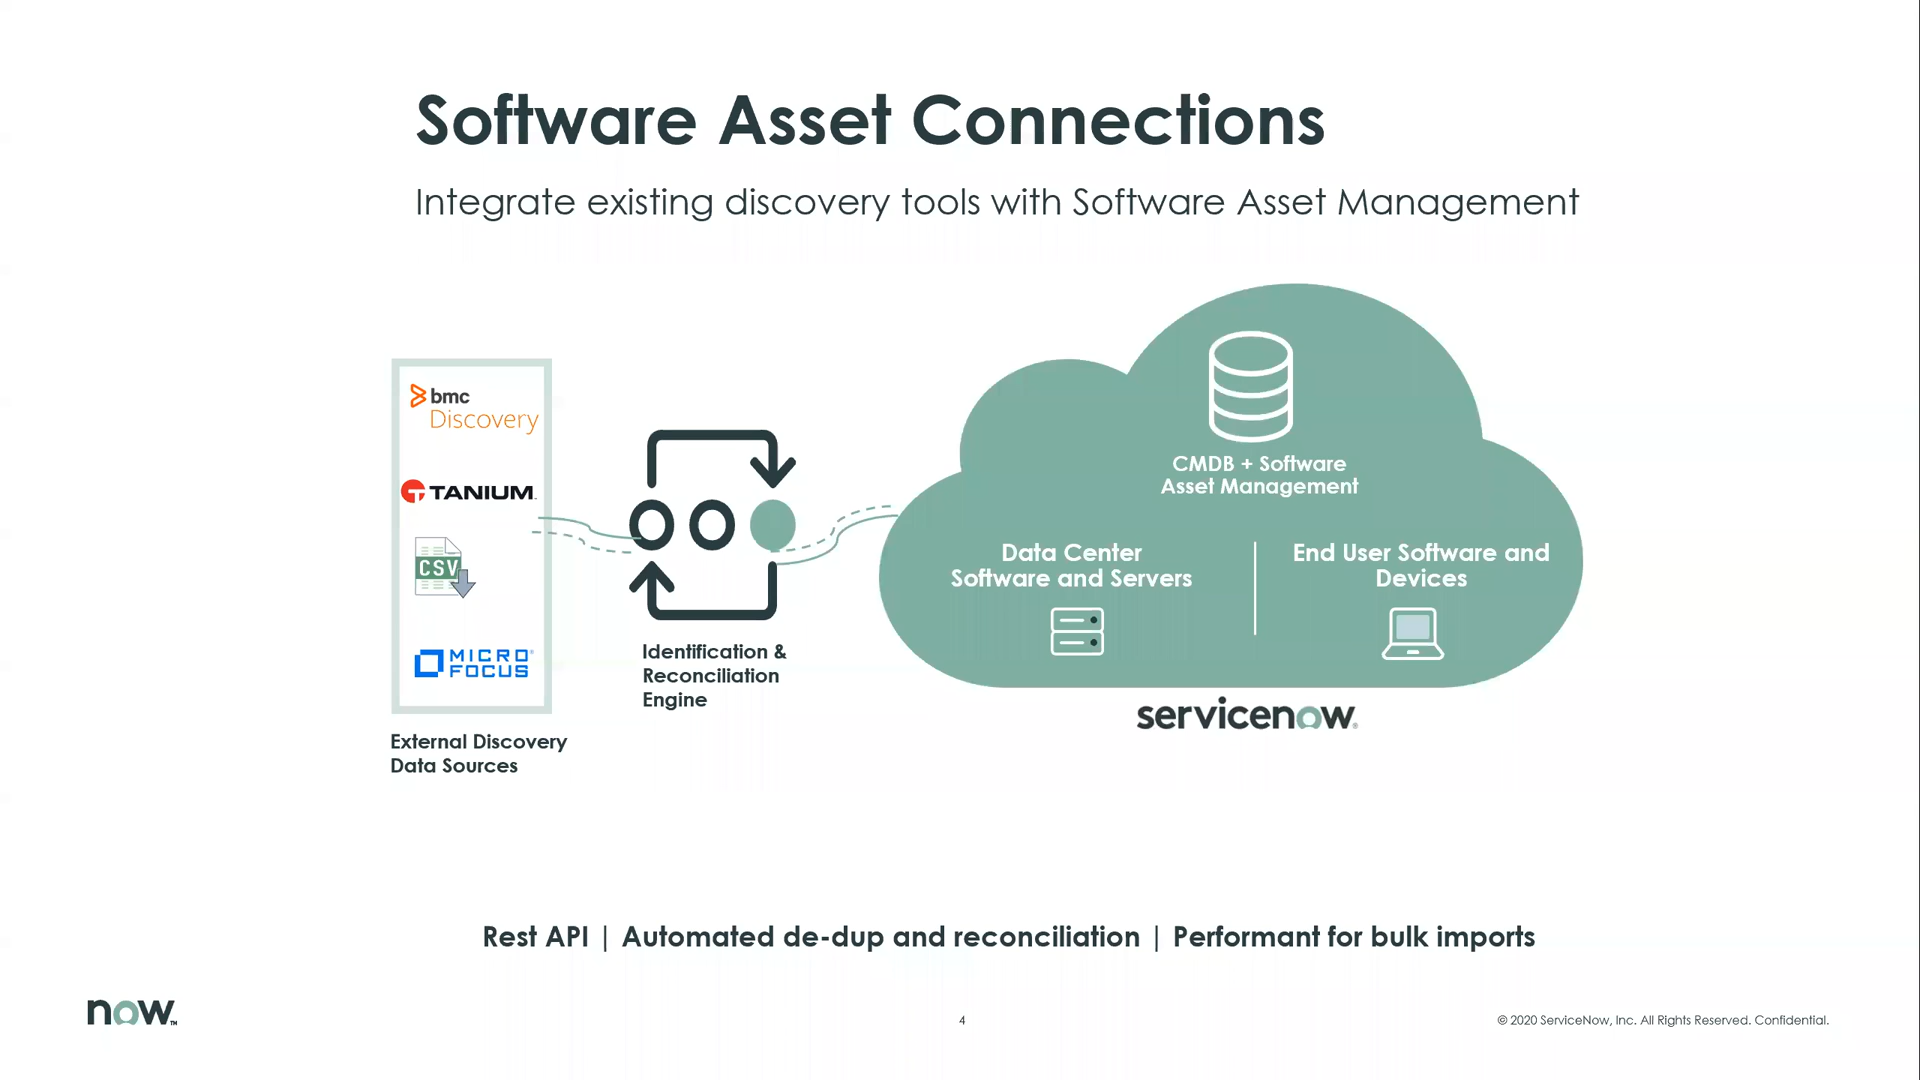 Software Asset Connections
Integrate existing discovery tools with Software Asset Management
bmc
Discovery
TANIUM.
CSV
MICRO
FOCUS
External Discovery
Data Sources
Identification &
Reconciliation
Engine
CMDB + Software
Asset Management
Data Center
Software and Servers
End User Software and
Devices
servicenow.
Rest API | Automated de-dup and reconciliation | Performant for bulk imports
now.™
4
© 2020 ServiceNow, Inc. All Rights Reserved. Confidential.